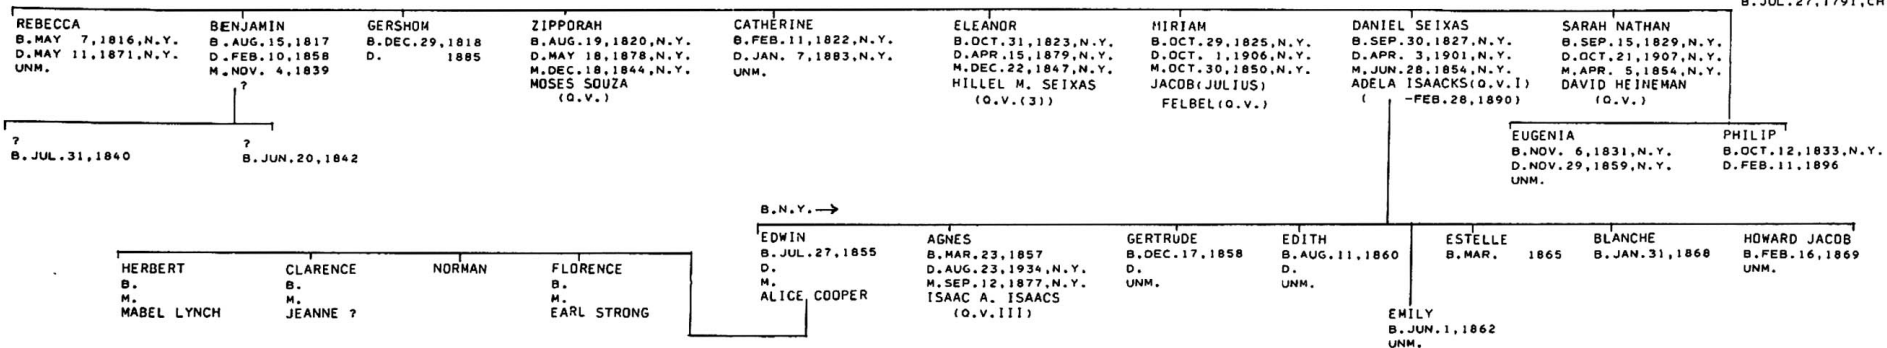 B.JUL.27,1791,CH
REBECCA
B.MAY 7,1816,N.Y.
D.MAY 11,1871,N.Y.
UNM.
BENJAMIN
B.AUG.15,1817
D.FEB.10,1858
M.NOV. 4,1839
?
GERSHOM
B.DEC.29,1818
D. 1885
ZIPPORAH
B.AUG.19,1820,N.Y.
D.MAY 18,1878,N.Y.
M.DEC.18,1844,N.Y.
MOSES SOUZA
(Q.V.)
CATHERINE
B.FEB.11,1822,N.Y.
D.JAN. 7,1883,N.Y.
UNM.
ELEANOR
B.OCT.31,1823,N.Y.
D.APR.15,1879,N.Y.
M.DEC.22,1847,N.Y.
HILLEL M. SEIXAS
(Q.V.(3))
MIRIAM
B.OCT.29,1825,N.Y.
D.OCT. 1,1906,N.Y.
M.OCT.30,1850,N.Y.
JACOB(JULIUS)
FELBEL(Q.V.)
DANIEL SEIXAS
B.SEP.30,1827,N.Y.
D.APR. 3,1901,N.Y.
M.JUN.28,1854,N.Y.
ADELA ISAACKS(Q.V.I)
( -FEB.28,1890)
SARAH NATHAN
B.SEP.15,1829,N.Y.
D.OCT.21,1907,N.Y.
M.APR. 5,1854,N.Y.
DAVID HEINEMAN
(Q.V.)
?
B.JUL.31,1840
?
B.JUN.20,1842
EUGENIA
B.NOV. 6,1831,N.Y.
D.NOV.29,1859,N.Y.
UNM.
PHILIP
B.OCT.12,1833,N.Y.
D.FEB.11,1896
B.N.Y.→
EDWIN
B.JUL.27,1855
D.
M.
ALICE COOPER
AGNES
B.MAR.23,1857
D.AUG.23,1934,N.Y.
M.SEP.12,1877,N.Y.
ISAAC A. ISAACS
(Q.V.III)
GERTRUDE
B.DEC.17,1858
D.
UNM.
EDITH
B.AUG.11,1860
D.
UNM.
ESTELLE
B.MAR. 1865
BLANCHE
B.JAN.31,1868
HOWARD JACOB
B.FEB.16,1869
UNM.
HERBERT
B.
M.
MABEL LYNCH
CLARENCE
B.
M.
JEANNE ?
NORMAN
FLORENCE
B.
M.
EARL STRONG
EMILY
B.JUN.1,1862
UNM.